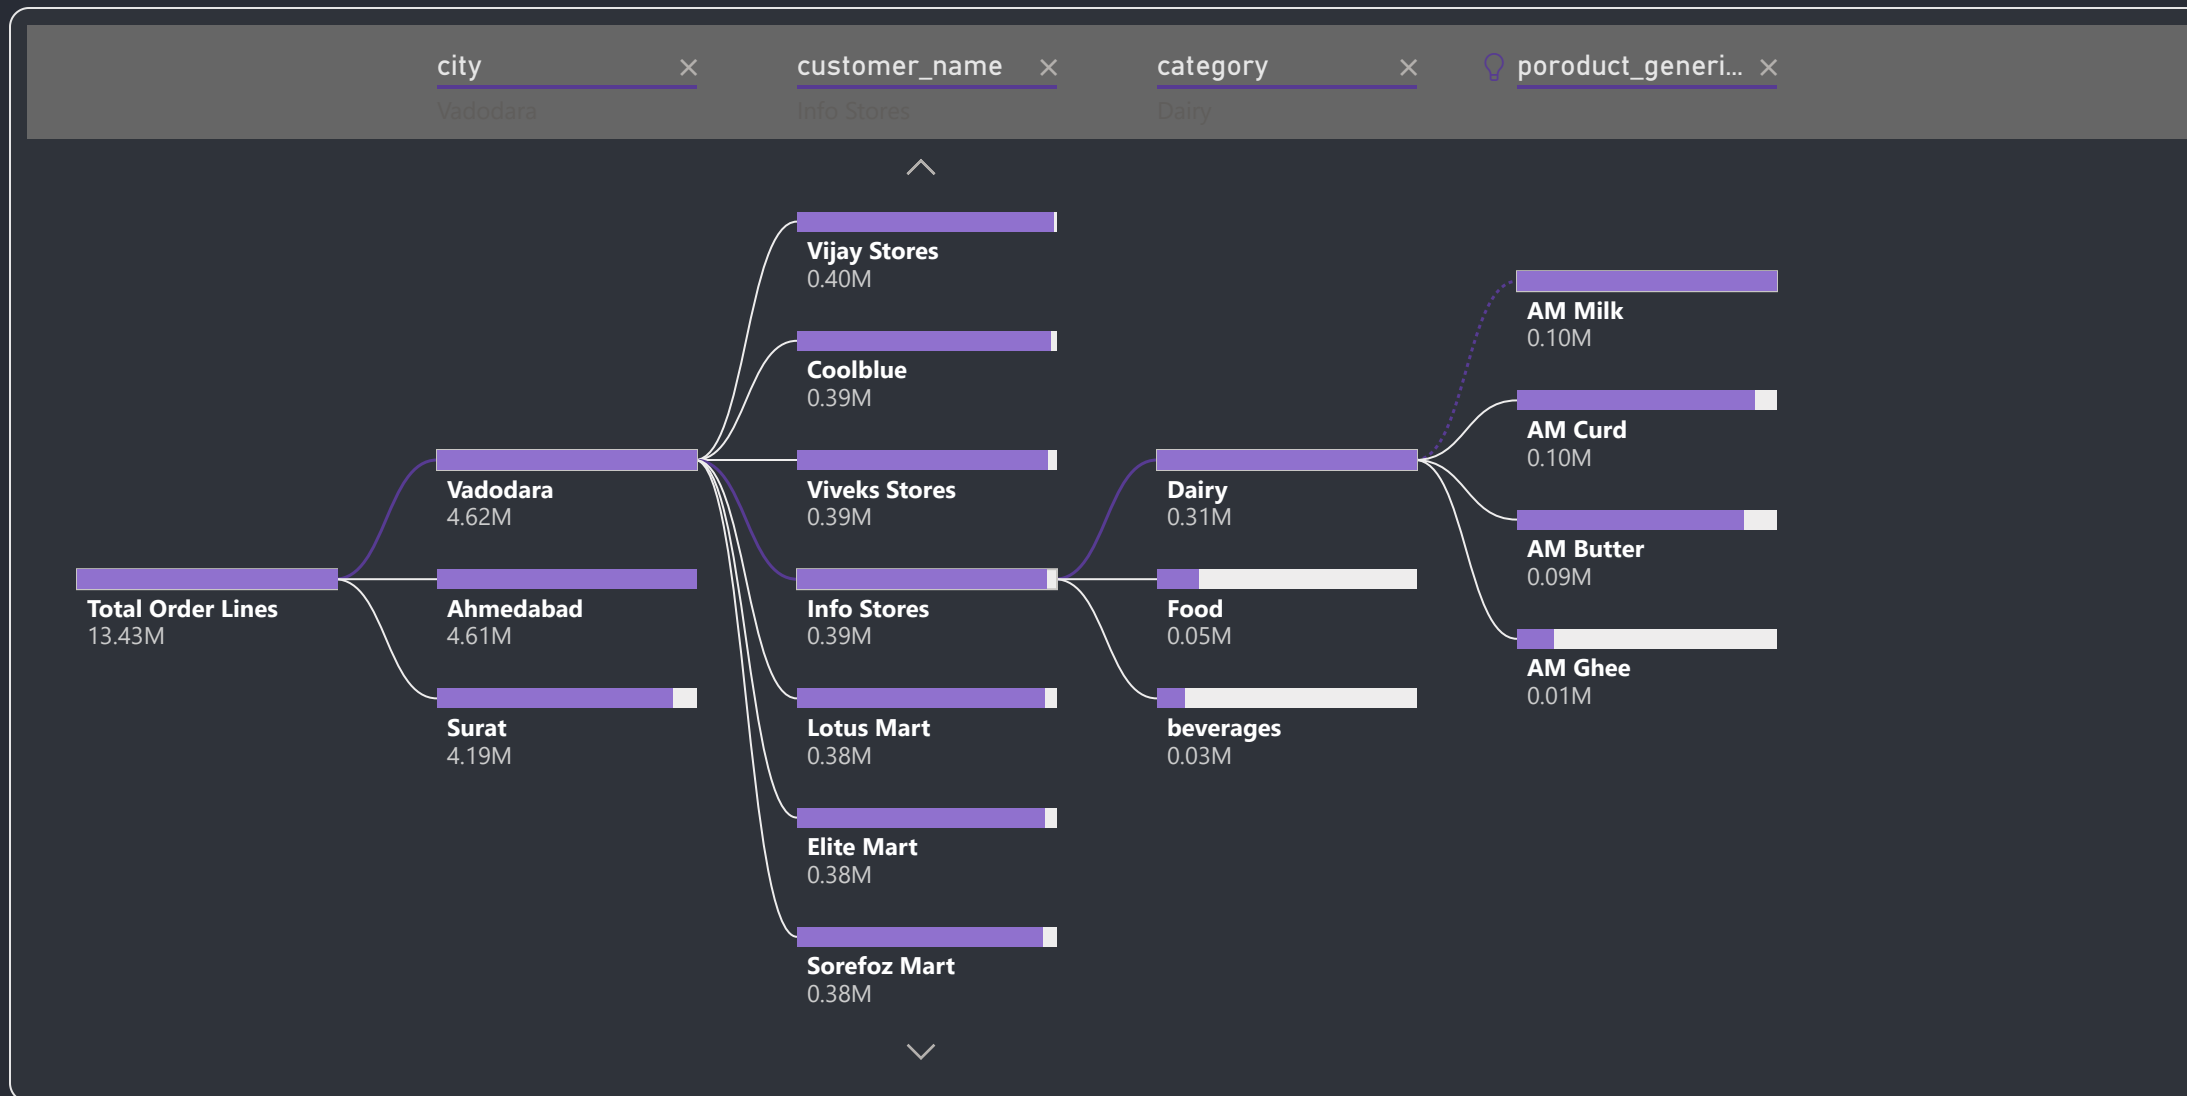 city
customer_name
category
poroduct_generi...
Vadodara
Info Stores
Dairy
Total Order Lines
13.43M
Vadodara
4.62M
Ahmedabad
4.61M
Surat
4.19M
Vijay Stores
0.40M
Coolblue
0.39M
Viveks Stores
0.39M
Info Stores
0.39M
Lotus Mart
0.38M
Elite Mart
0.38M
Sorefoz Mart
0.38M
Dairy
0.31M
Food
0.05M
beverages
0.03M
AM Milk
0.10M
AM Curd
0.10M
AM Butter
0.09M
AM Ghee
0.01M